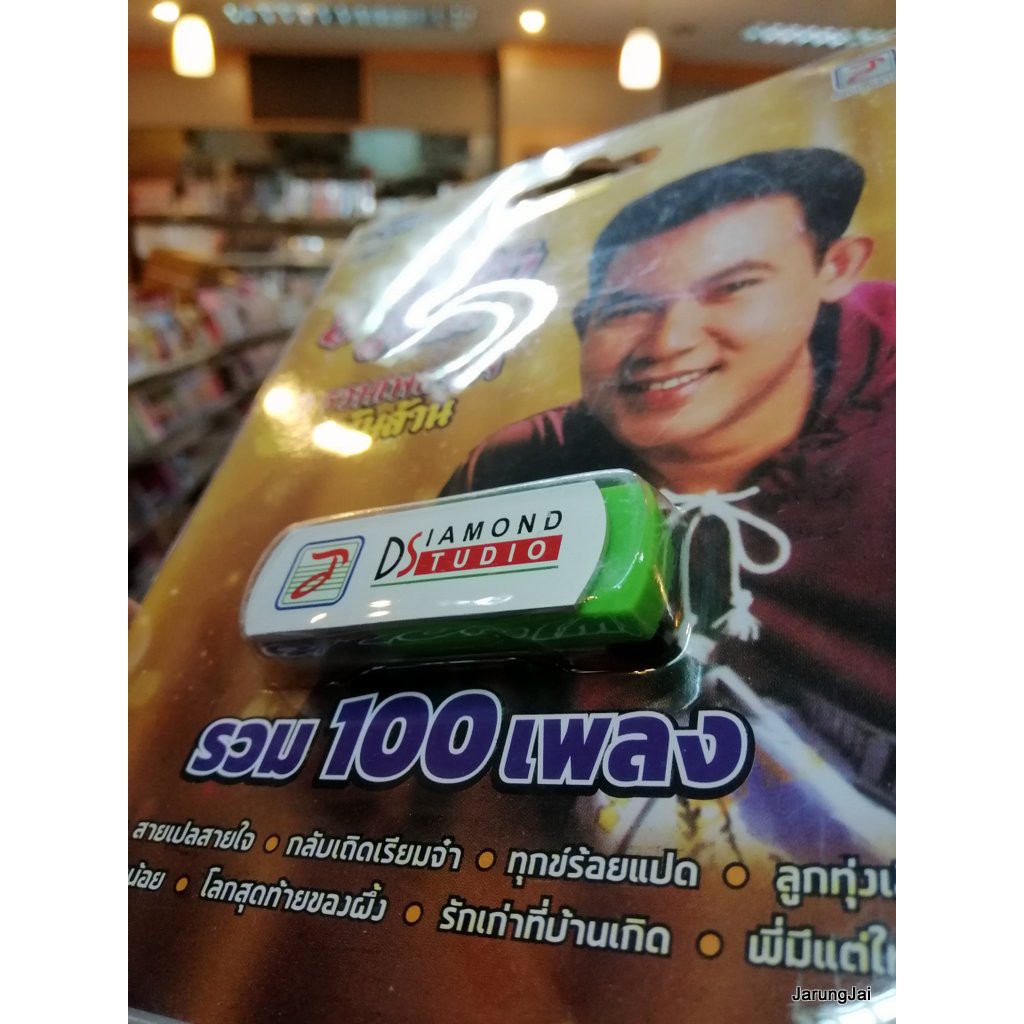 DSIAMOND
STUDIO
รวม 100 เพลง
สายเปลสายใจ • กลับเถิดเรียมจ๋า • ทุกข์ร้อยแปด • ลูกทุ่ง
น้อย • โลกสุดท้ายของผึ้ง • รักเก่าที่บ้านเกิด • พี่มีแต่ใ
JarungJai